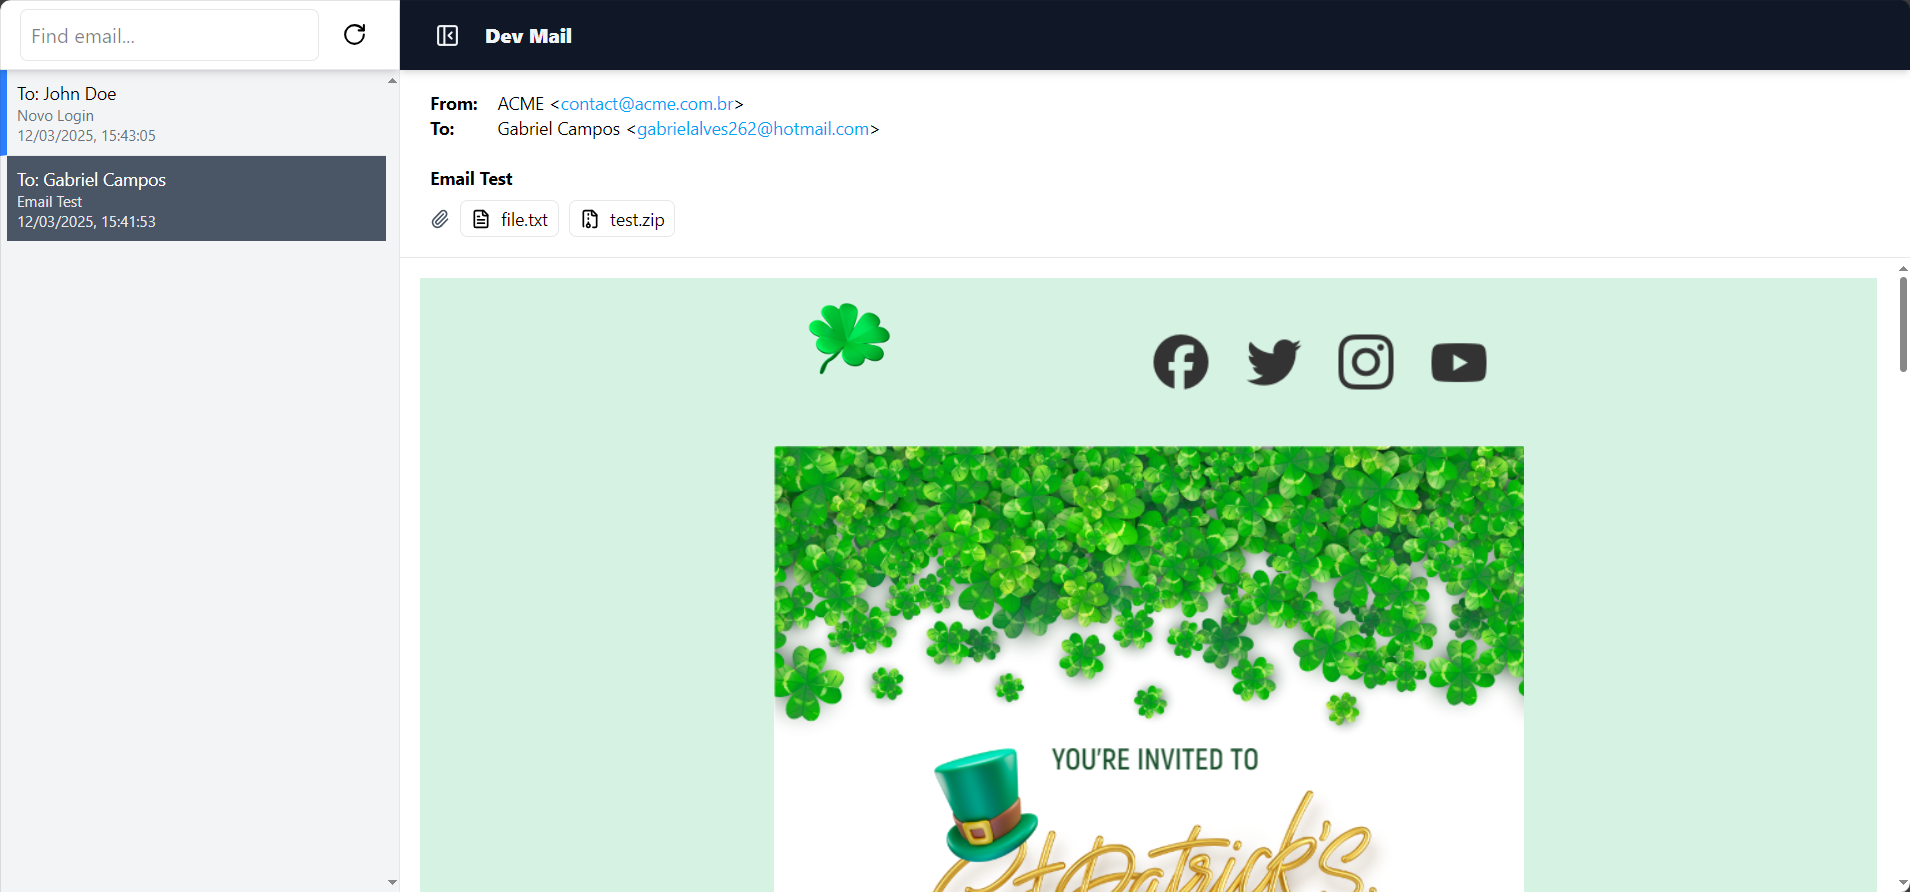 Find email...
Dev Mail
To: John Doe
Novo Login
12/03/2025, 15:43:05
To: Gabriel Campos
Email Test
12/03/2025, 15:41:53
From: ACME <contact@acme.com.br>
To: Gabriel Campos <gabrielalves262@hotmail.com>
Email Test
file.txt
test.zip
YOU'RE INVITED TO
St Patrick's